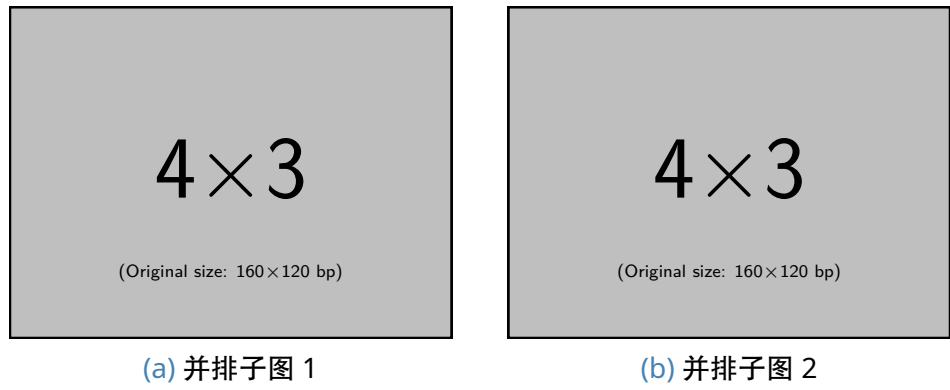 4×3
(Original size: 160×120 bp)
(a) 并排子图 1
4×3
(Original size: 160×120 bp)
(b) 并排子图 2